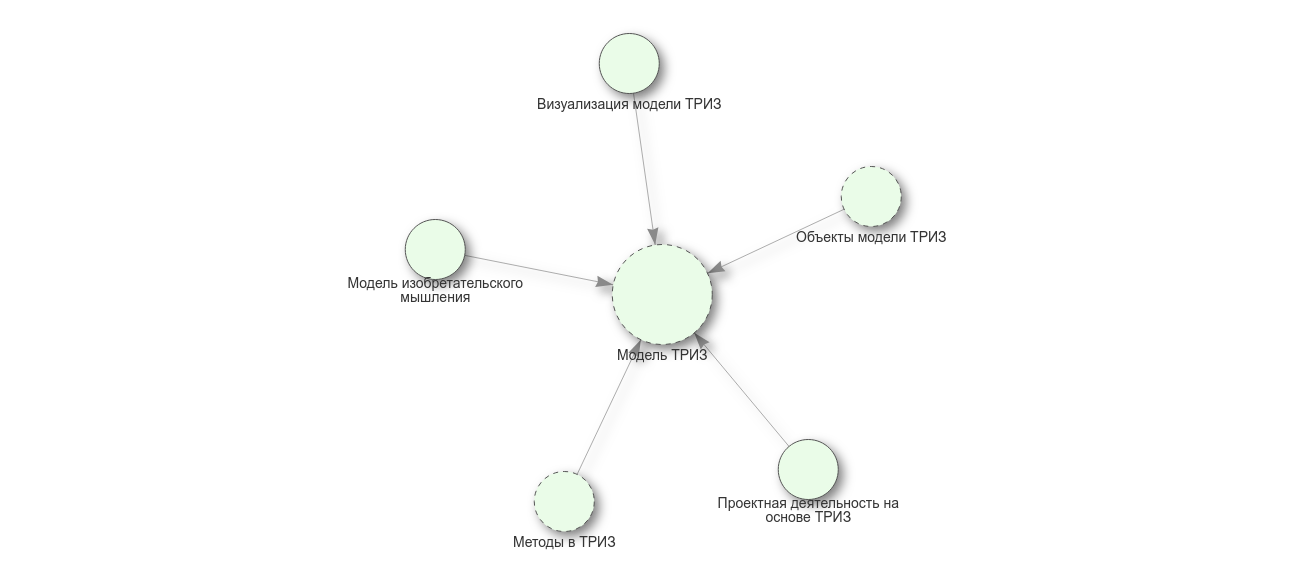 Визуализация модели ТРИЗ
Объекты модели ТРИЗ
Модель изобретательского
мышления
Модель ТРИЗ
Проектная деятельность на
основе ТРИЗ
Методы в ТРИЗ